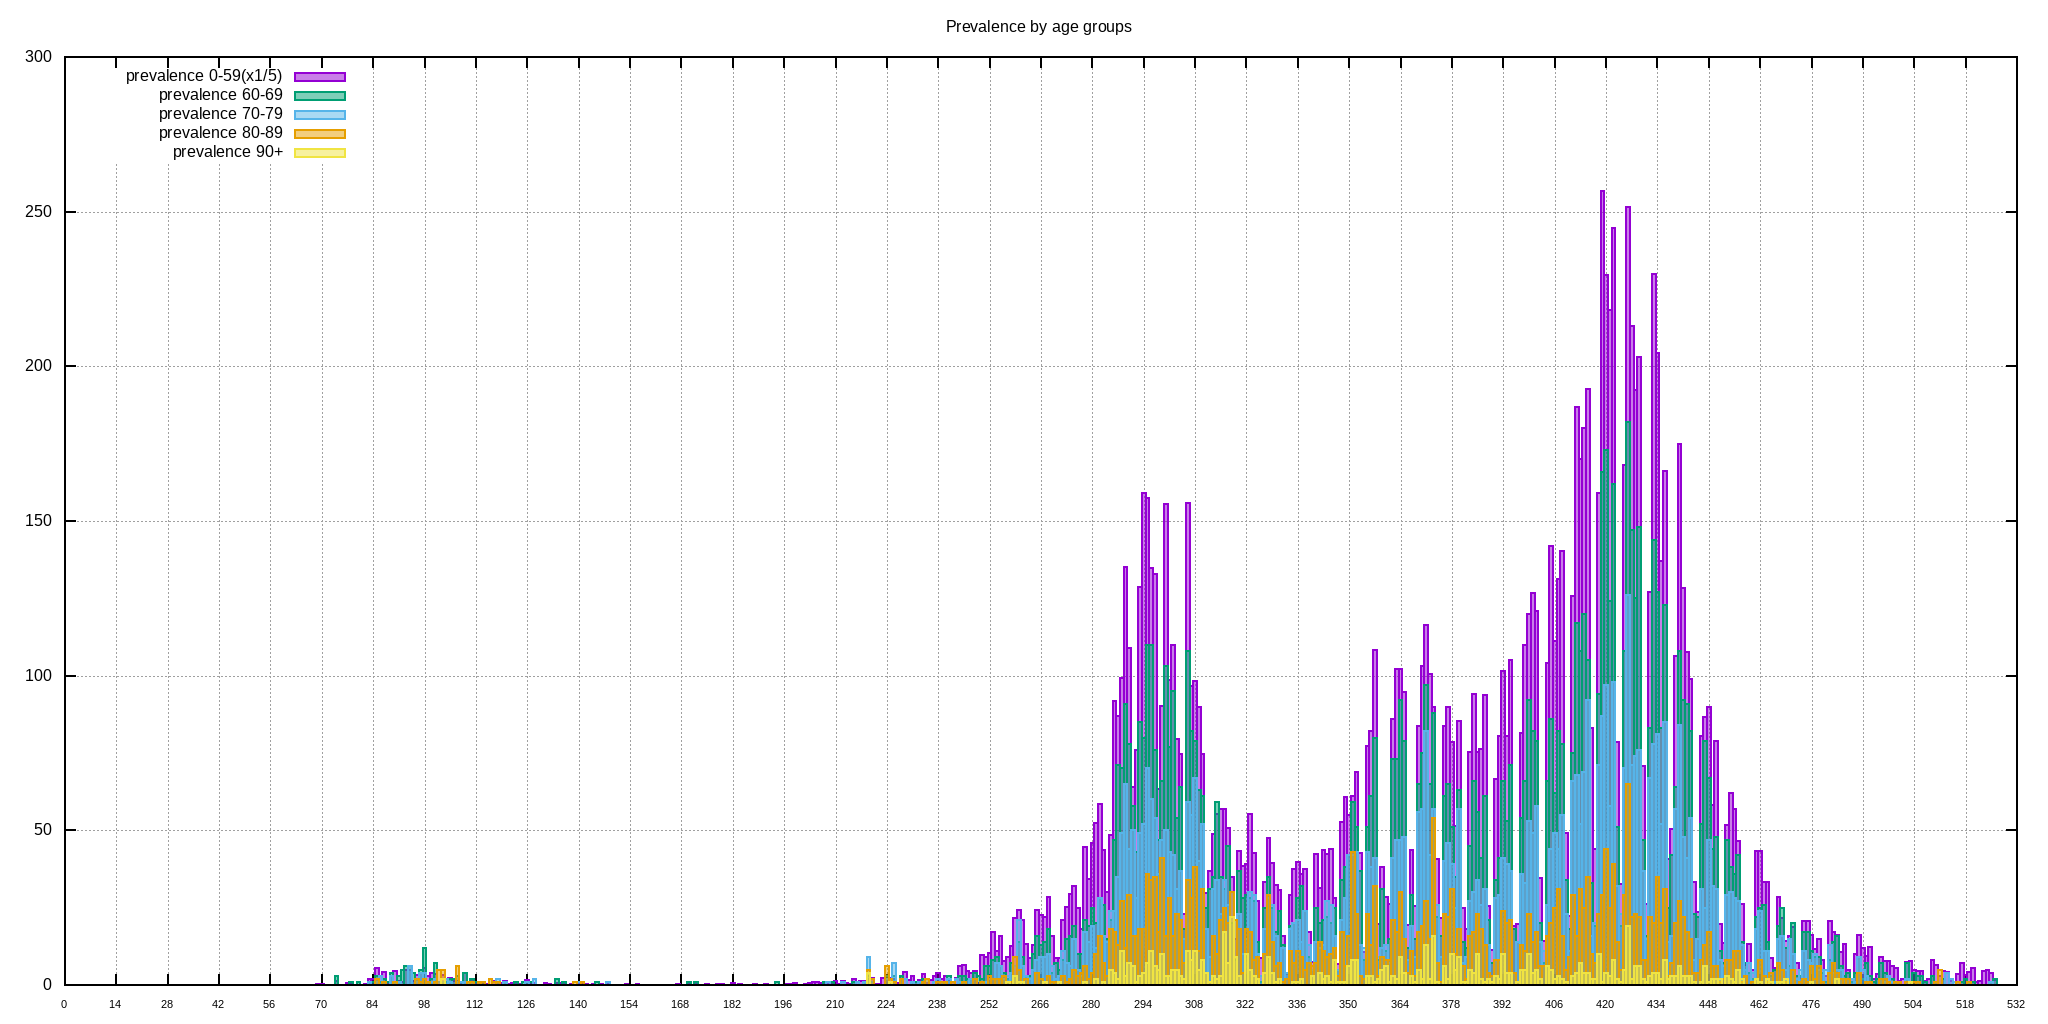 Prevalence by age groups
300
250
200
150
100
50
0
prevalence 0-59(x1/5)
prevalence 60-69
prevalence 70-79
prevalence 80-89
prevalence 90+
0 14 28 42 56 70 84 98 112 126 140 154 168 182 196 210 224 238 252 266 280 294 308 322 336 350 364 378 392 406 420 434 448 462 476 490 504 518 532